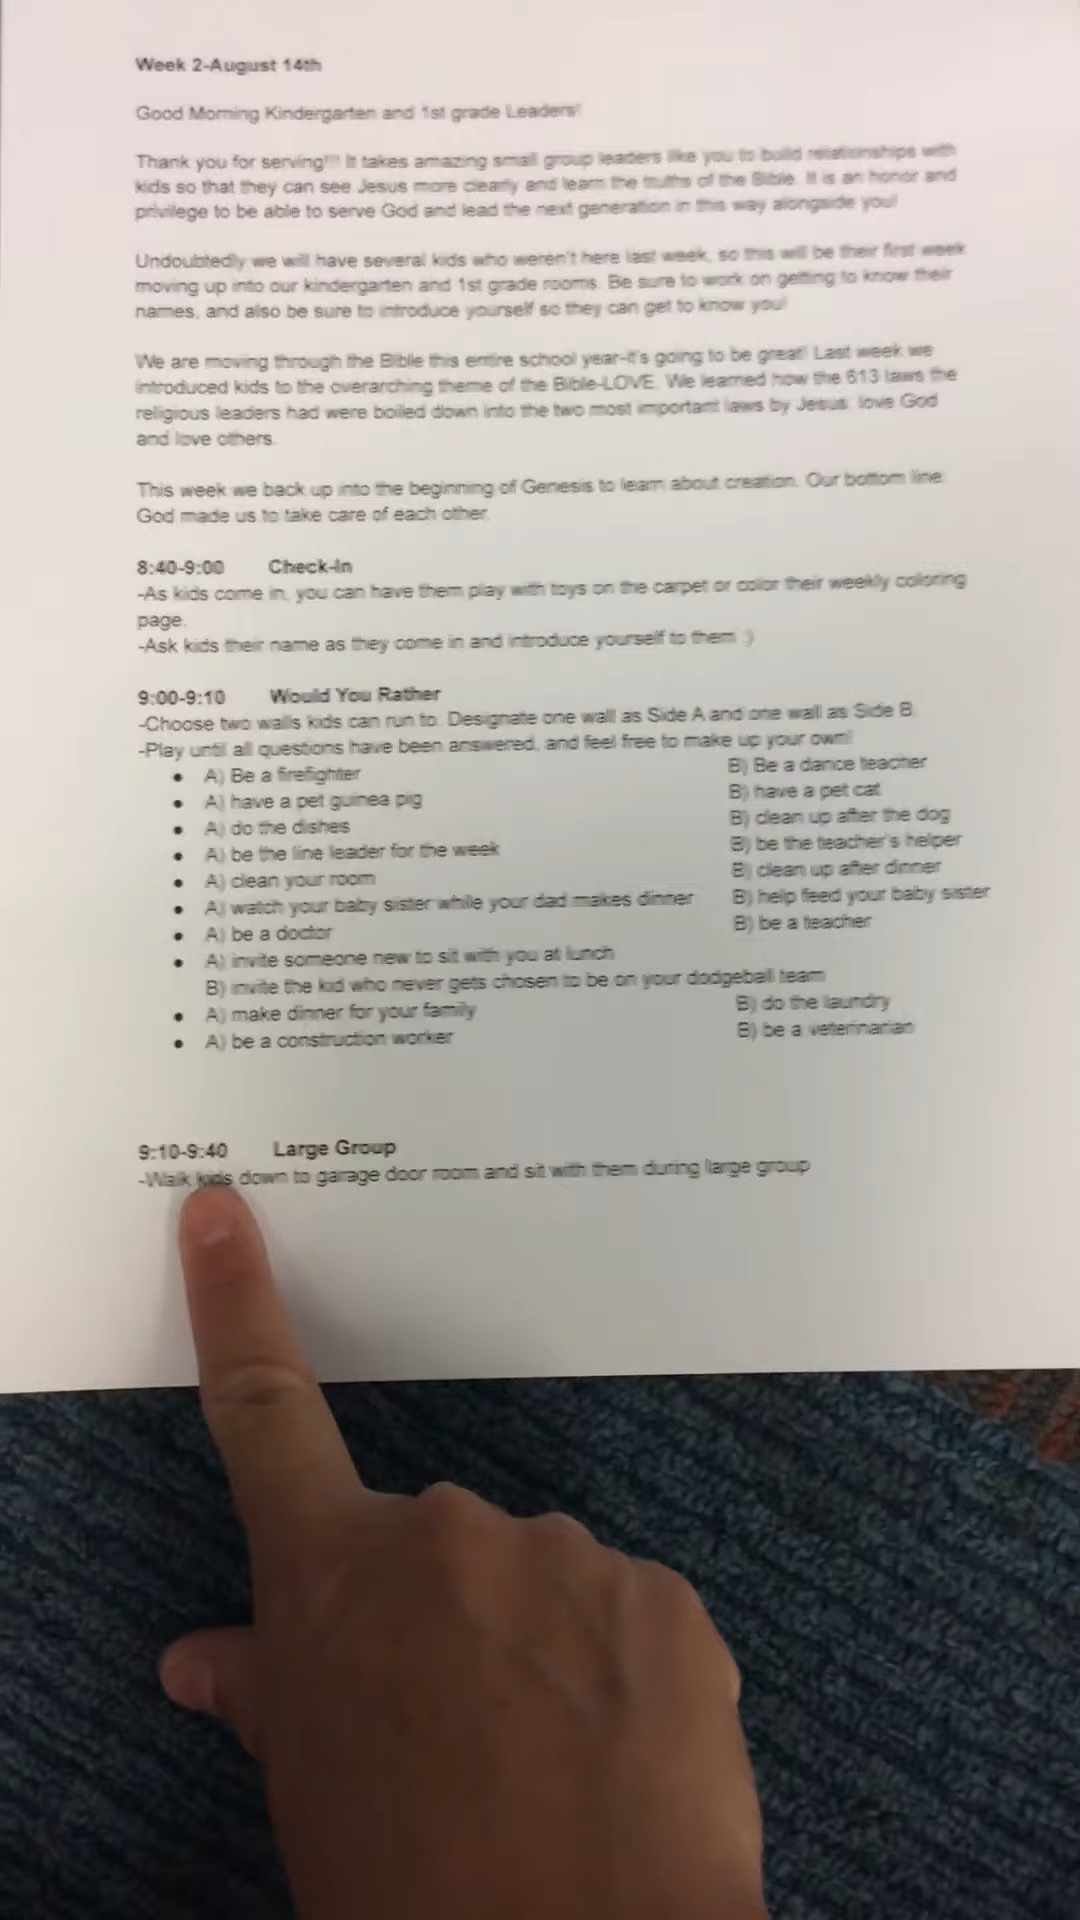 Week 2-August 14th
Good Morning Kindergarten and 1st grade Leaders!
Thank you for serving!!! It takes amazing small group leaders like you to build relationships with
kids so that they can see Jesus more clearly and learn the truths of the Bible. It is an honor and
privilege to be able to serve God and lead the next generation in this way alongside you!
Undoubtedly we will have several kids who weren't here last week, so this will be their first week
moving up into our kindergarten and 1st grade rooms. Be sure to work on getting to know their
names, and also be sure to introduce yourself so they can get to know you!
We are moving through the Bible this entire school year-it's going to be great! Last week we
introduced kids to the overarching theme of the Bible-LOVE. We learned how the 613 laws the
religious leaders had were boiled down into the two most important laws by Jesus: love God
and love others.
This week we back up into the beginning of Genesis to learn about creation. Our bottom line:
God made us to take care of each other.
8:40-9:00 Check-In
-As kids come in, you can have them play with toys on the carpet or color their weekly coloring
page.
-Ask kids their name as they come in and introduce yourself to them :)
9:00-9:10 Would You Rather
-Choose two walls kids can run to. Designate one wall as Side A and one wall as Side B.
-Play until all questions have been answered, and feel free to make up your own!
• A) Be a firefighter B) Be a dance teacher
• A) have a pet guinea pig B) have a pet cat
• A) do the dishes B) clean up after the dog
• A) be the line leader for the week B) be the teacher's helper
• A) clean your room B) clean up after dinner
• A) watch your baby sister while your dad makes dinner B) help feed your baby sister
• A) be a doctor B) be a teacher
• A) invite someone new to sit with you at lunch
B) invite the kid who never gets chosen to be on your dodgeball team
• A) make dinner for your family B) do the laundry
• A) be a construction worker B) be a veterinarian
9:10-9:40 Large Group
-Walk kids down to garage door room and sit with them during large group